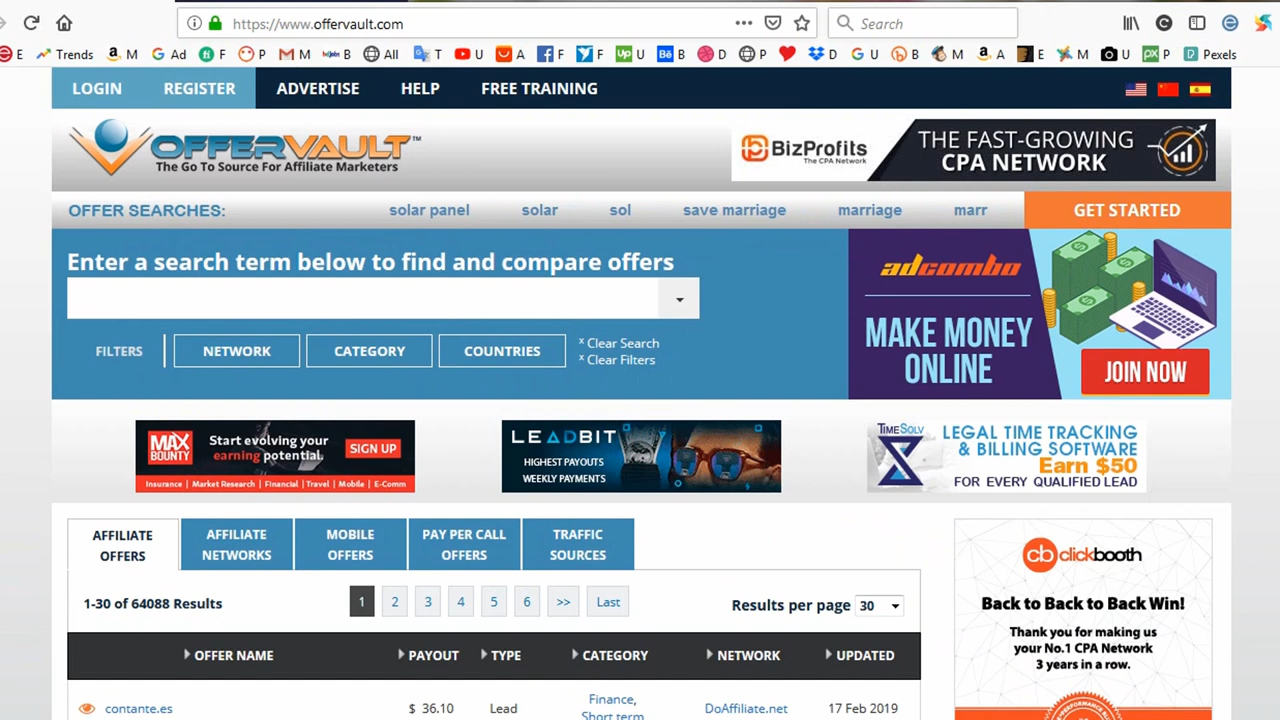 https://www.offervault.com
Search
E Trends M Ad F P M B All T U A F F U B D P D U B M A E M U P Pexels
LOGIN REGISTER ADVERTISE HELP FREE TRAINING
OFFERVAULT™
The Go To Source For Affiliate Marketers
BizProfits
The CPA Network
THE FAST-GROWING
CPA NETWORK
OFFER SEARCHES: solar panel solar sol save marriage marriage marr GET STARTED
Enter a search term below to find and compare offers
FILTERS NETWORK CATEGORY COUNTRIES
x Clear Search
x Clear Filters
adcombo
MAKE MONEY
ONLINE
JOIN NOW
MAX
BOUNTY
Start evolving your
earning potential.
SIGN UP
Insurance | Market Research | Financial | Travel | Mobile | E-Comm
LEADBIT
HIGHEST PAYOUTS
WEEKLY PAYMENTS
TIMESOLV
LEGAL TIME TRACKING
& BILLING SOFTWARE
Earn $50
FOR EVERY QUALIFIED LEAD
AFFILIATE
OFFERS
AFFILIATE
NETWORKS
MOBILE
OFFERS
PAY PER CALL
OFFERS
TRAFFIC
SOURCES
1-30 of 64088 Results
1 2 3 4 5 6 >> Last
Results per page 30
OFFER NAME PAYOUT TYPE CATEGORY NETWORK UPDATED
contante.es $ 36.10 Lead Finance, Short term DoAffiliate.net 17 Feb 2019
cb clickbooth
Back to Back to Back Win!
Thank you for making us
your No.1 CPA Network
3 years in a row.